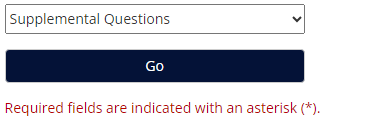 Supplemental Questions
Go
Required fields are indicated with an asterisk (*).